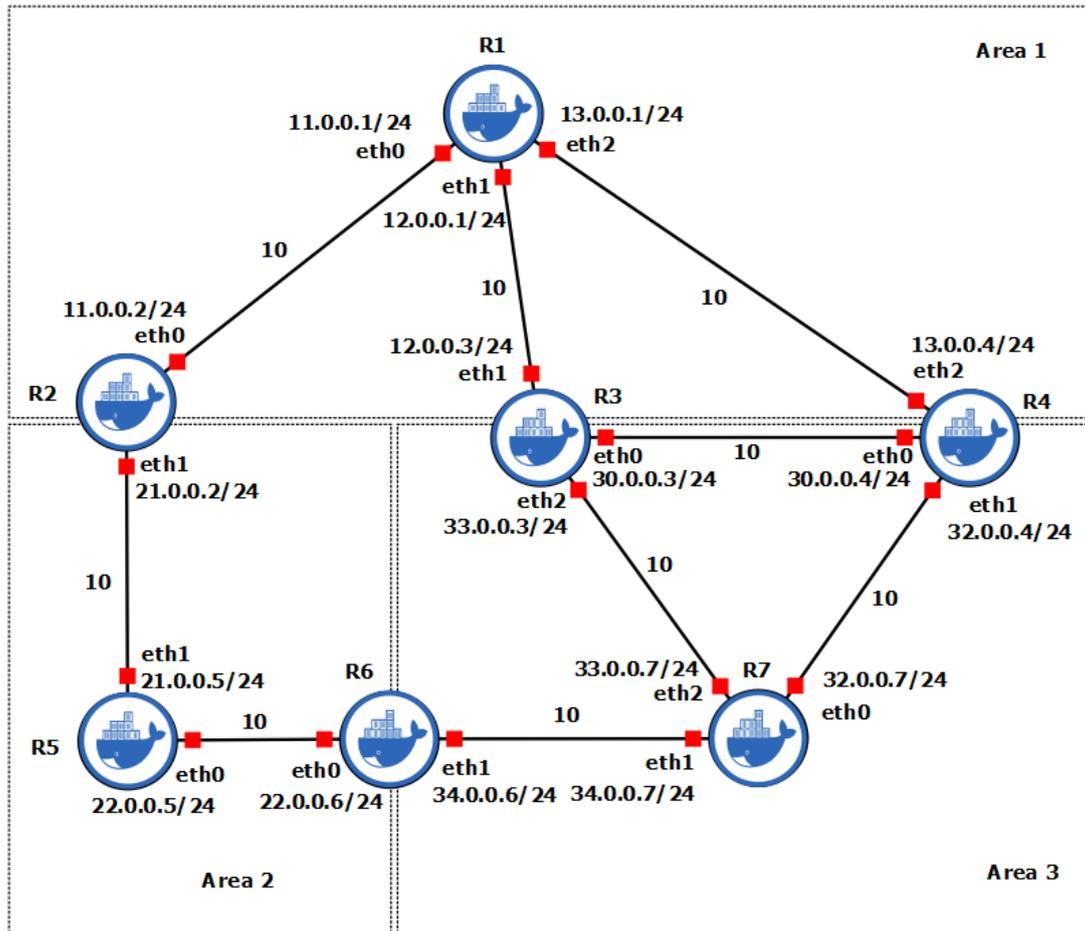 R1
Area 1
11.0.0.1/24
eth0
13.0.0.1/24
eth2
eth1
12.0.0.1/24
10
10
10
11.0.0.2/24
eth0
12.0.0.3/24
eth1
13.0.0.4/24
eth2
R2
R3
R4
eth1
21.0.0.2/24
eth0
30.0.0.3/24
10
eth0
30.0.0.4/24
eth2
33.0.0.3/24
eth1
32.0.0.4/24
10
10
10
eth1
21.0.0.5/24
R6
33.0.0.7/24
eth2
R7
32.0.0.7/24
eth0
R5
10
10
eth0
22.0.0.5/24
eth0
22.0.0.6/24
eth1
34.0.0.6/24
eth1
34.0.0.7/24
Area 2
Area 3